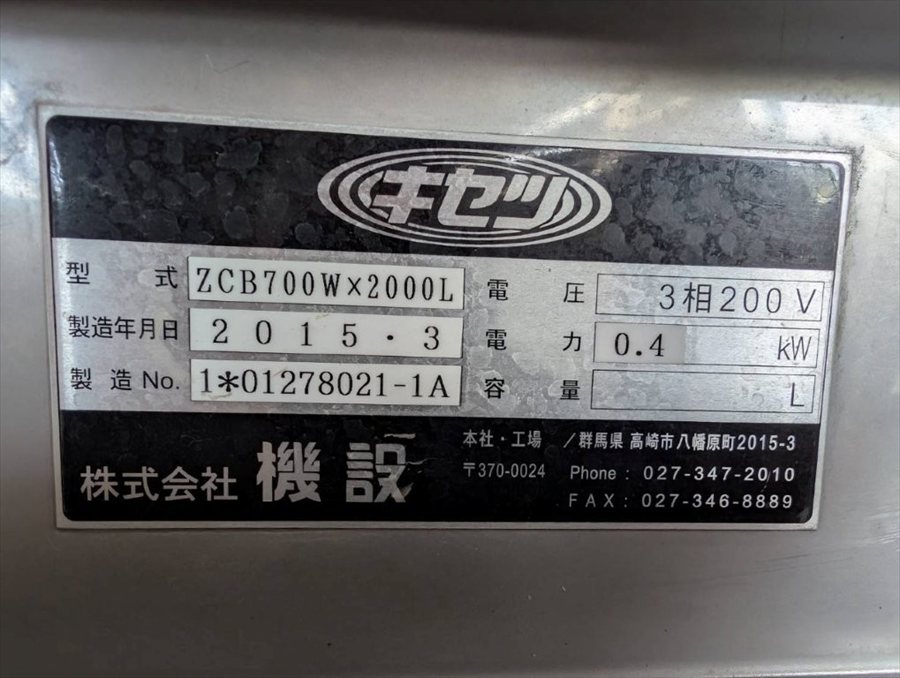 キセツ
型 式 ZCB700W×2000L 電 圧 3相200V
製造年月日 2015・3 電 力 0.4 kW
製 造 No. 1*01278021-1A 容 量 L
株式会社 機設
本社・工場 /群馬県 高崎市八幡原町2015-3
〒370-0024 Phone : 027-347-2010
FAX : 027-346-8889